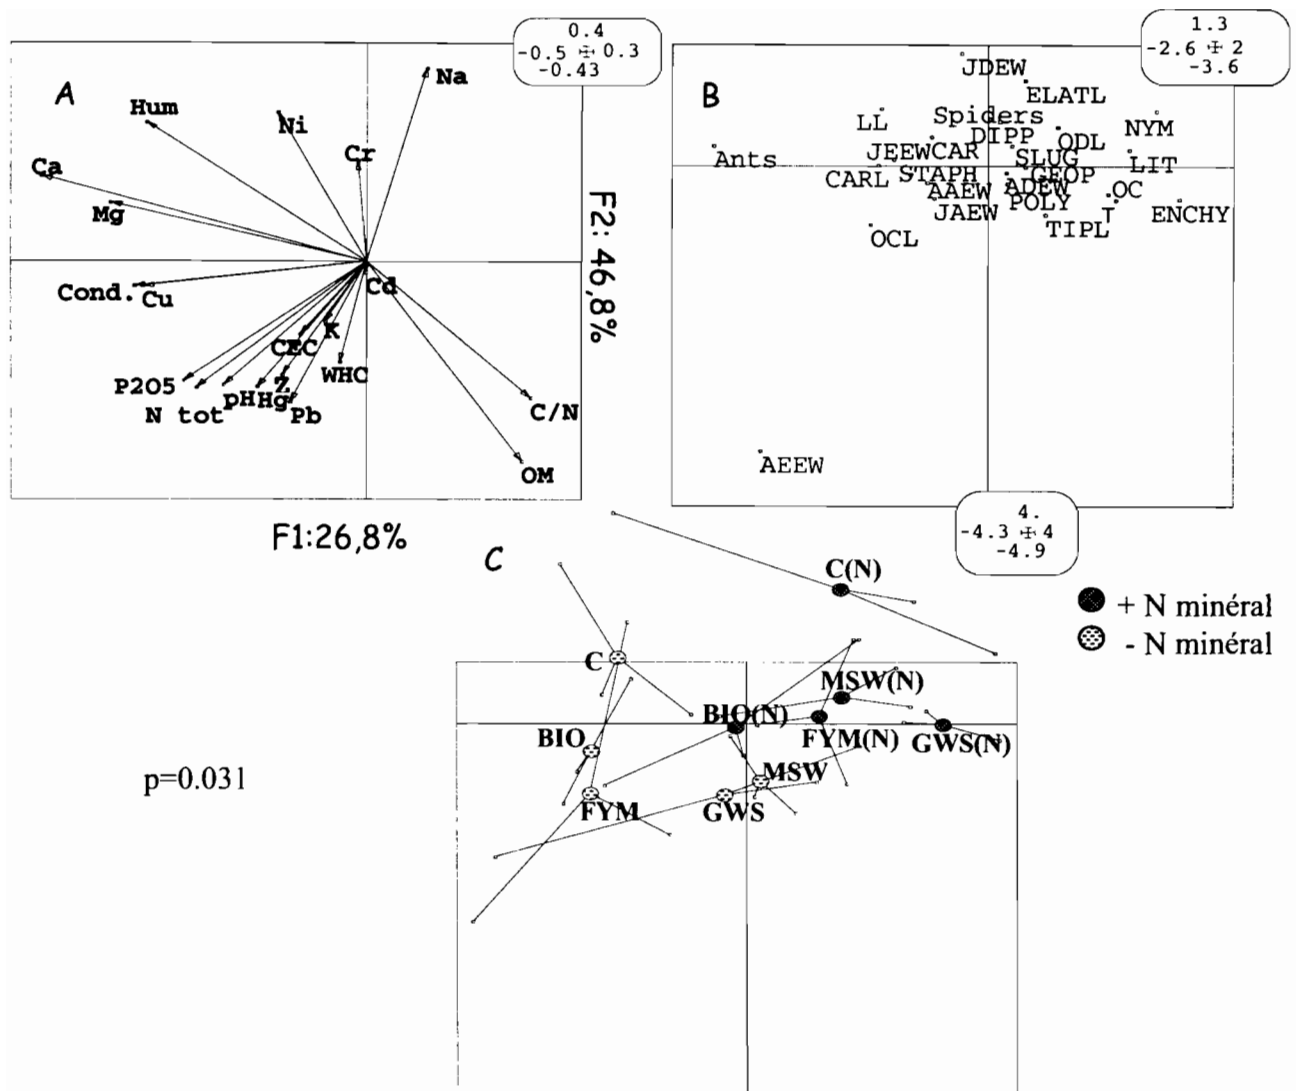 0.4
-0.5 0.3
-0.43
A
Na
Hum
Ni
Cr
Ca
Mg
Cond.
Cu
Cd
K
CEC
WHC
P2O5
N tot
pH
Hg
Z
Pb
C/N
OM
F2: 46,8%
F1:26,8%
1.3
-2.6 2
-3.6
B
JDEW
ELATL
Spiders
LL
DIPP
ODL
NYM
Ants
JEEW
CAR
SLUG
LIT
CARL
STAPH
GEOP
AAEW
ADEW
OC
JAEW
POLY
T
ENCHY
TIPL
OCL
AEEW
4.
-4.3 4
-4.9
C
C(N)
+ N minéral
- N minéral
C
MSW(N)
BIO(N)
BIO
FYM(N)
GWS(N)
MSW
FYM
GWS
p=0.031